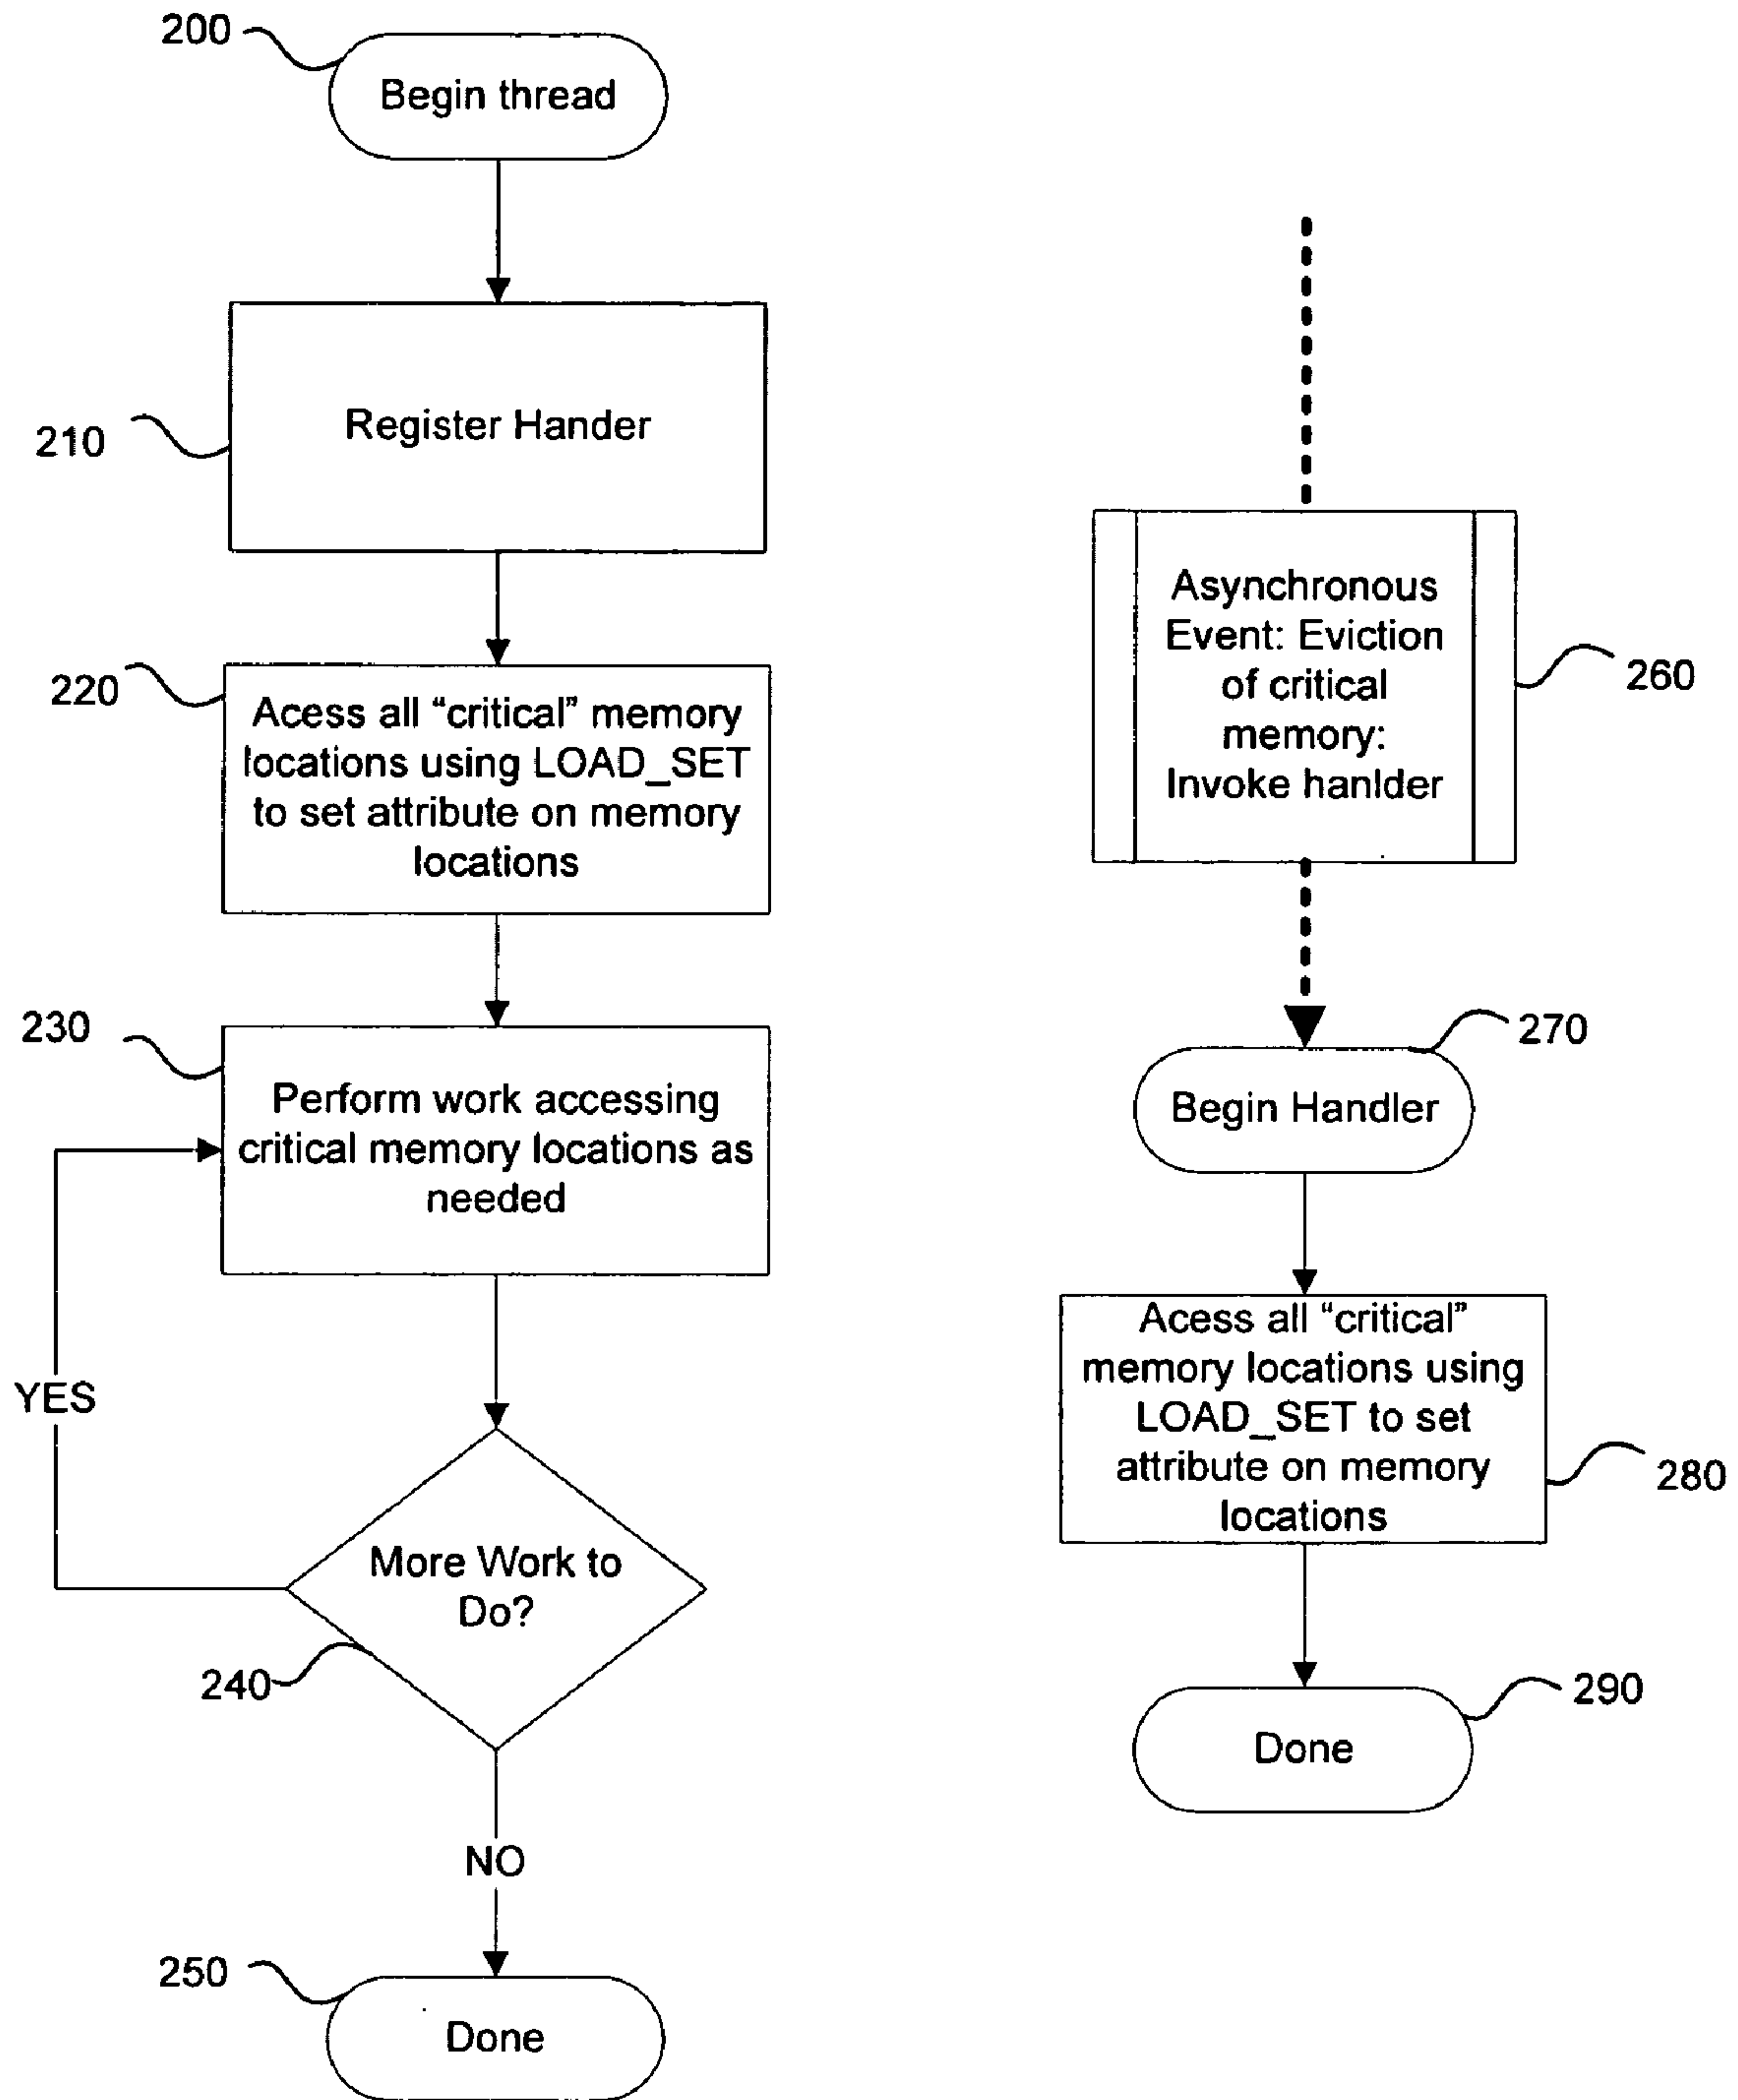 200
Begin thread
210
Register Hander
220
Acess all “critical” memory
locations using LOAD_SET
to set attribute on memory
locations
230
Perform work accessing
critical memory locations as
needed
YES
More Work to
Do?
240
NO
250
Done
Asynchronous
Event: Eviction
of critical
memory:
Invoke hanlder
260
270
Begin Handler
Acess all “critical”
memory locations using
LOAD_SET to set
attribute on memory
locations
280
290
Done